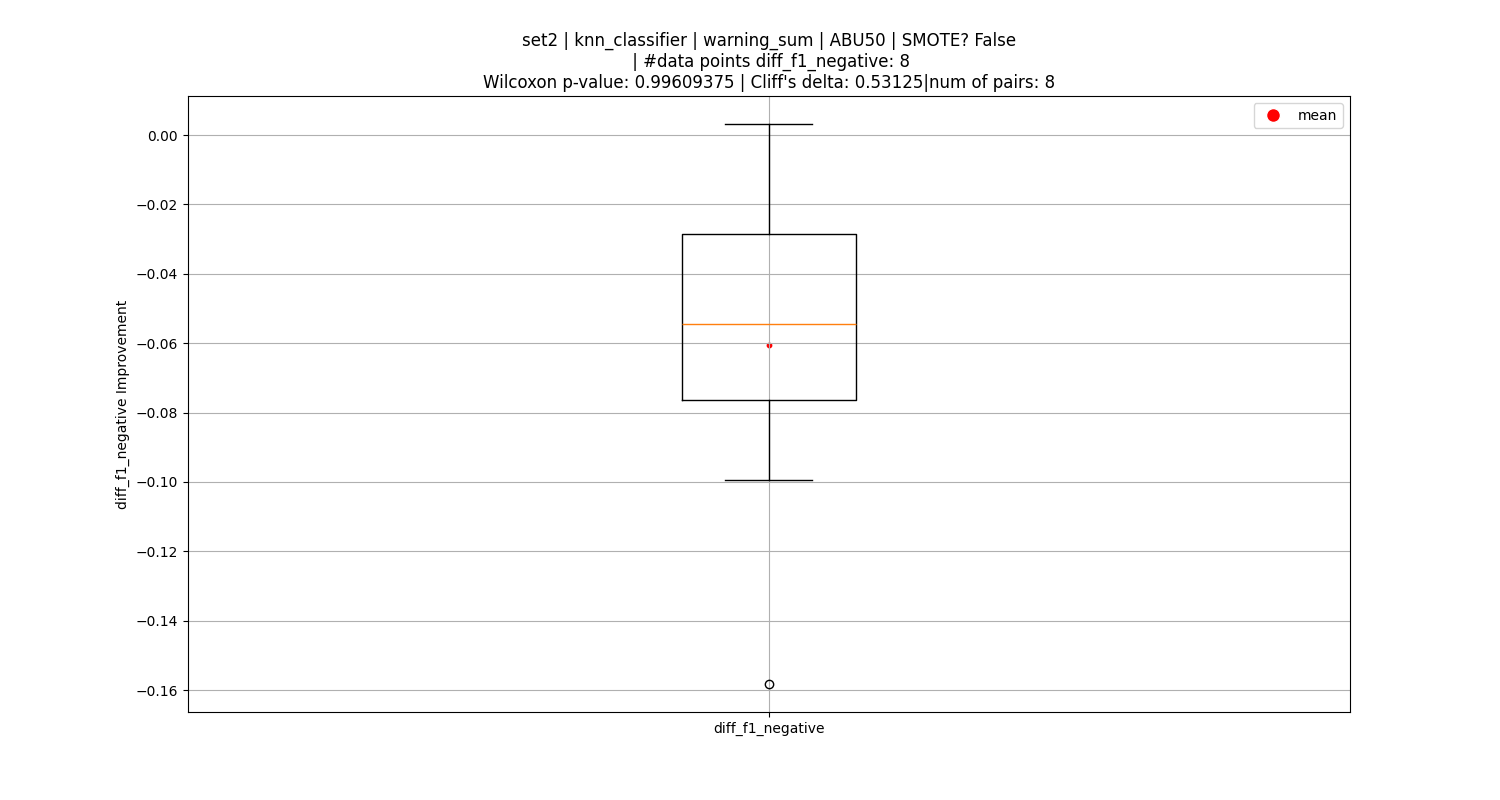 set2 | knn_classifier | warning_sum | ABU50 | SMOTE? False
| #data points diff_f1_negative: 8
Wilcoxon p-value: 0.99609375 | Cliff's delta: 0.53125|num of pairs: 8
mean
0.00
−0.02
−0.04
−0.06
−0.08
−0.10
−0.12
−0.14
−0.16
diff_f1_negative Improvement
diff_f1_negative